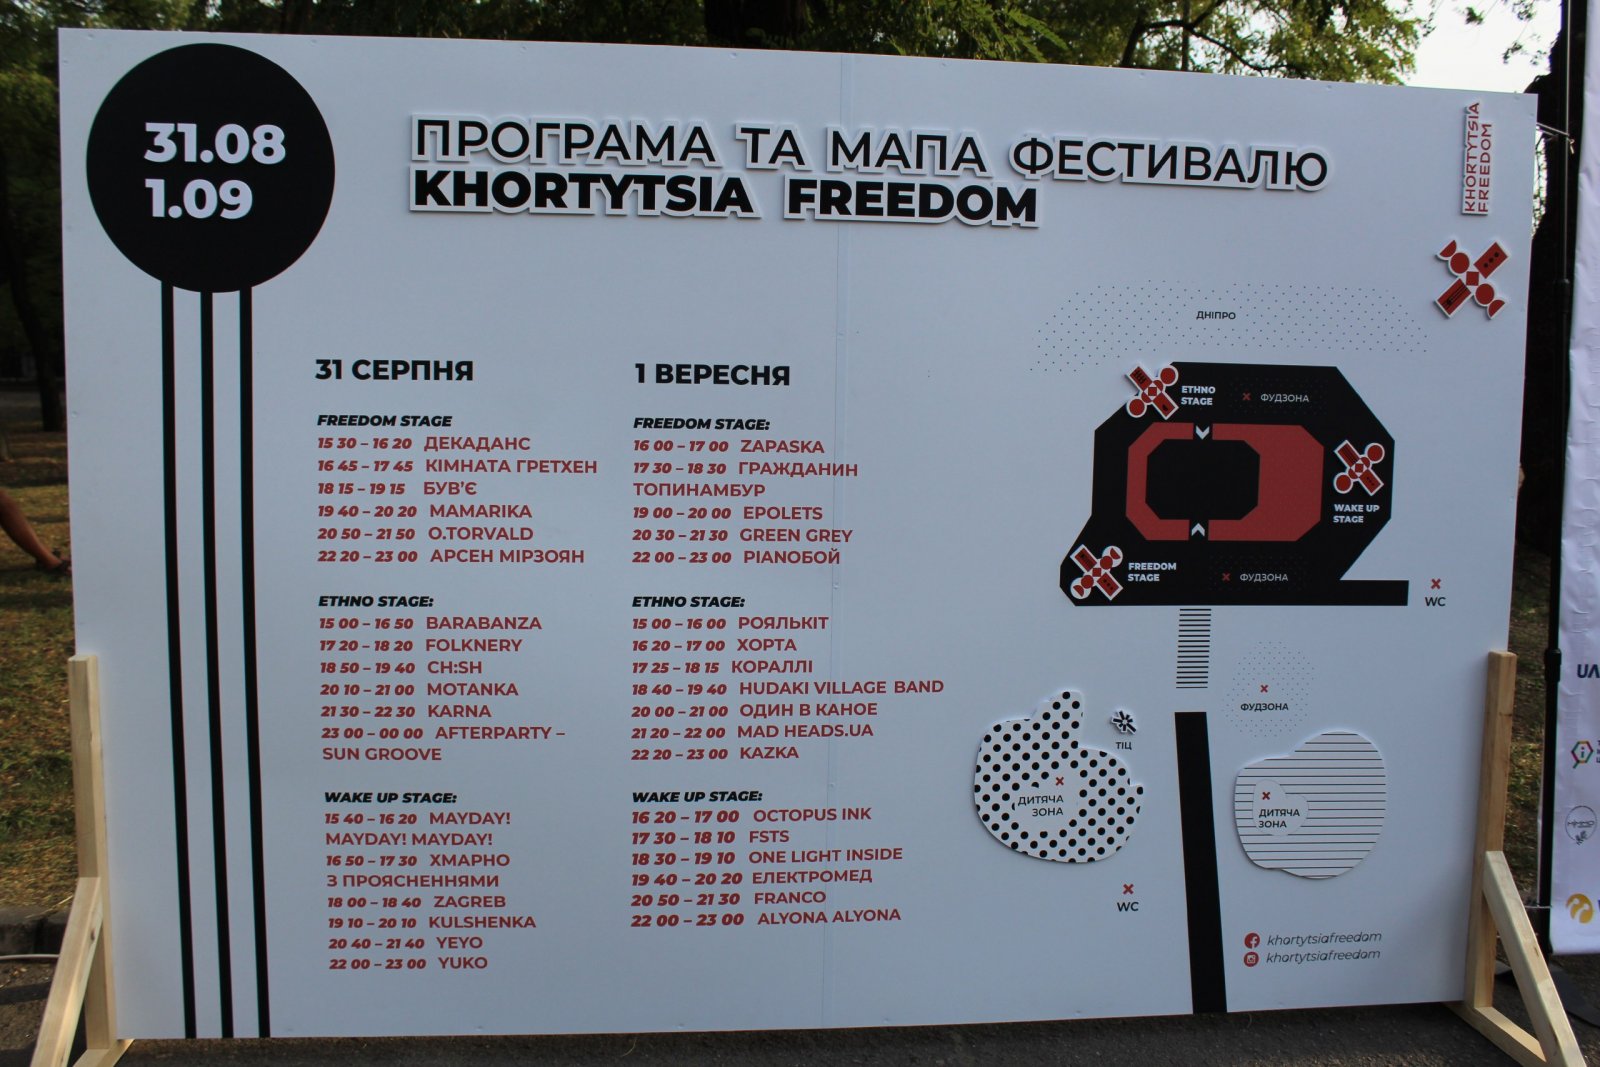 31.08
1.09
ПРОГРАМА ТА МАПА ФЕСТИВАЛЮ
KHORTYTSIA FREEDOM
KHORTYTSIA
FREEDOM
31 СЕРПНЯ
FREEDOM STAGE
15 30 – 16 20 ДЕКАДАНС
16 45 – 17 45 КІМНАТА ГРЕТХЕН
18 15 – 19 15 БУВ'Є
19 40 – 20 20 MAMARIKA
20 50 – 21 50 O.TORVALD
22 20 – 23 00 АРСЕН МІРЗОЯН
ETHNO STAGE:
15 00 – 16 50 BARABANZA
17 20 – 18 20 FOLKNERY
18 50 – 19 40 CH:SH
20 10 – 21 00 MOTANKA
21 30 – 22 30 KARNA
23 00 – 00 00 AFTERPARTY –
SUN GROOVE
WAKE UP STAGE:
15 40 – 16 20 MAYDAY!
MAYDAY! MAYDAY!
16 50 – 17 30 ХМАРНО
З ПРОЯСНЕННЯМИ
18 00 – 18 40 ZAGREB
19 10 – 20 10 KULSHENKA
20 40 – 21 40 YEYO
22 00 – 23 00 YUKO
1 ВЕРЕСНЯ
FREEDOM STAGE:
16 00 – 17 00 ZAPASKA
17 30 – 18 30 ГРАЖДАНИН
ТОПИНАМБУР
19 00 – 20 00 EPOLETS
20 30 – 21 30 GREEN GREY
22 00 – 23 00 PIANOБОЙ
ETHNO STAGE:
15 00 – 16 00 РОЯЛЬКІТ
16 20 – 17 00 ХОРТА
17 25 – 18 15 КОРАЛЛІ
18 40 – 19 40 HUDAKI VILLAGE BAND
20 00 – 21 00 ОДИН В КАНОЕ
21 20 – 22 00 MAD HEADS.UA
22 20 – 23 00 KAZKA
WAKE UP STAGE:
16 20 – 17 00 OCTOPUS INK
17 30 – 18 10 FSTS
18 30 – 19 10 ONE LIGHT INSIDE
19 40 – 20 20 ЕЛЕКТРОМЕД
20 50 – 21 30 FRANCO
22 00 – 23 00 ALYONA ALYONA
ДНІПРО
ETHNO
STAGE
ФУДЗОНА
WAKE UP
STAGE
FREEDOM
STAGE
ФУДЗОНА
WC
ФУДЗОНА
ТІЦ
ДИТЯЧА
ЗОНА
ДИТЯЧА
ЗОНА
WC
khortytsiafreedom
khortytsiafreedom